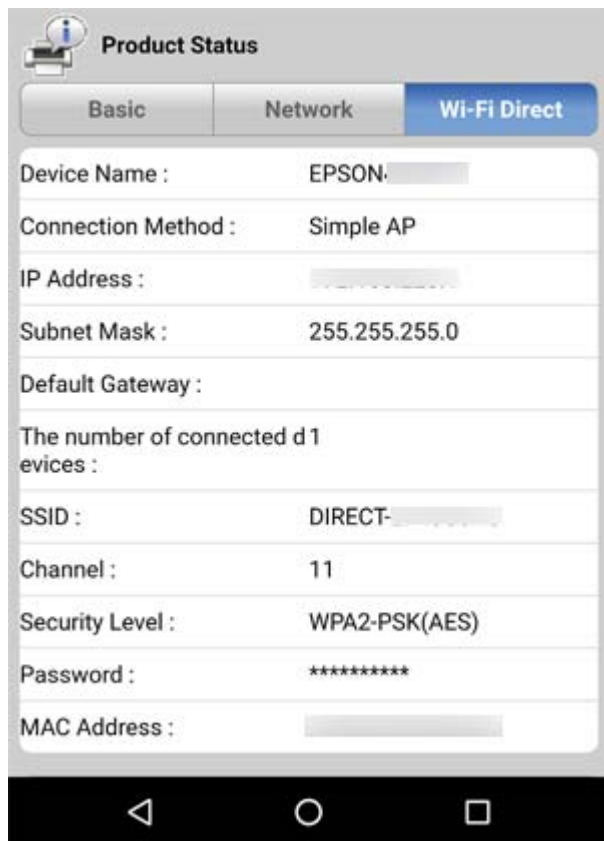 Product Status
Basic Network Wi-Fi Direct
Device Name : EPSON
Connection Method : Simple AP
IP Address :
Subnet Mask : 255.255.255.0
Default Gateway :
The number of connected d 1
evices :
SSID : DIRECT-
Channel : 11
Security Level : WPA2-PSK(AES)
Password : **********
MAC Address :